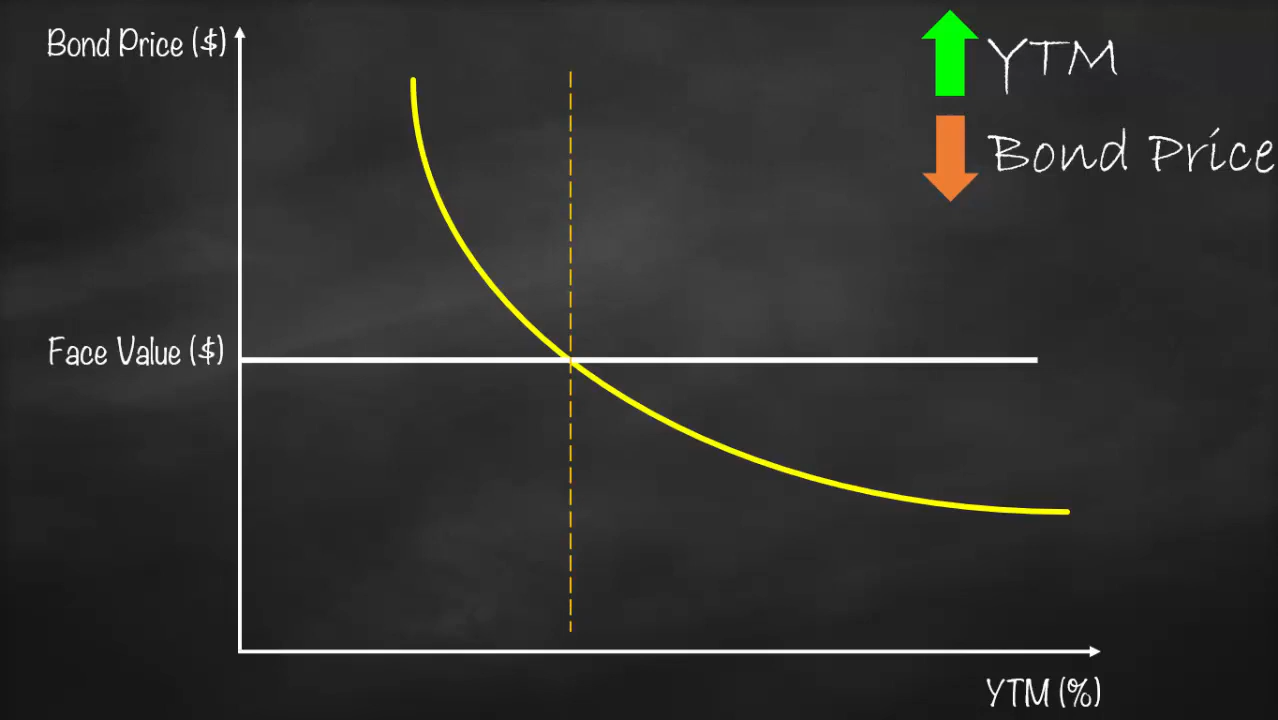 Bond Price ($)
YTM
Bond Price
Face Value ($)
YTM (%)